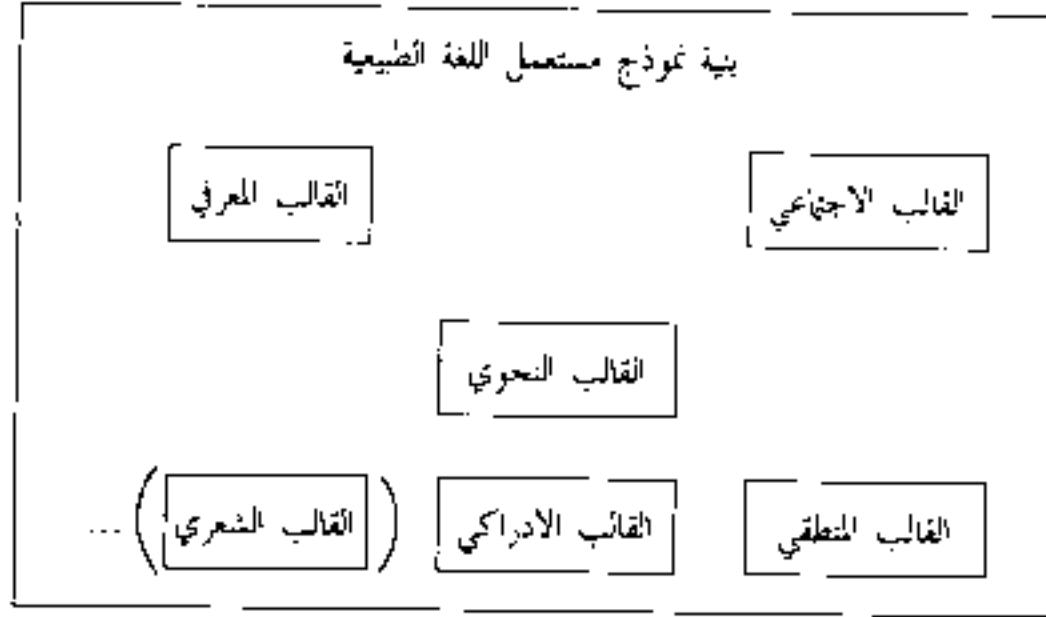 بنية نموذج مستعمل اللغة الطبيعية
القالب الاجتماعي
القالب المعرفي
القالب النحوي
القالب المنطقي
القالب الادراكي
(القالب الشعري) ...